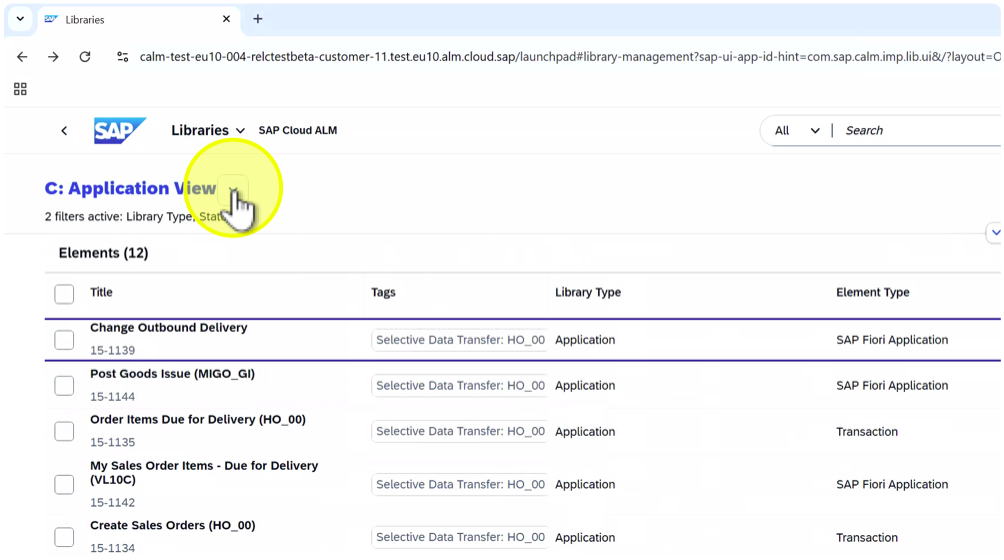 Libraries
calm-test-eu10-004-relctestbeta-customer-11.test.eu10.alm.cloud.sap/launchpad#library-management?sap-ui-app-id-hint=com.sap.calm.imp.lib.ui&/?layout=O
SAP Libraries SAP Cloud ALM All Search
C: Application View
2 filters active: Library Type,
Elements (12)
Title Tags Library Type Element Type
Change Outbound Delivery
15-1139
Selective Data Transfer: HO_00 Application SAP Fiori Application
Post Goods Issue (MIGO_GI)
15-1144
Selective Data Transfer: HO_00 Application SAP Fiori Application
Order Items Due for Delivery (HO_00)
15-1135
Selective Data Transfer: HO_00 Application Transaction
My Sales Order Items - Due for Delivery
(VL10C)
15-1142
Selective Data Transfer: HO_00 Application SAP Fiori Application
Create Sales Orders (HO_00)
15-1134
Selective Data Transfer: HO_00 Application Transaction